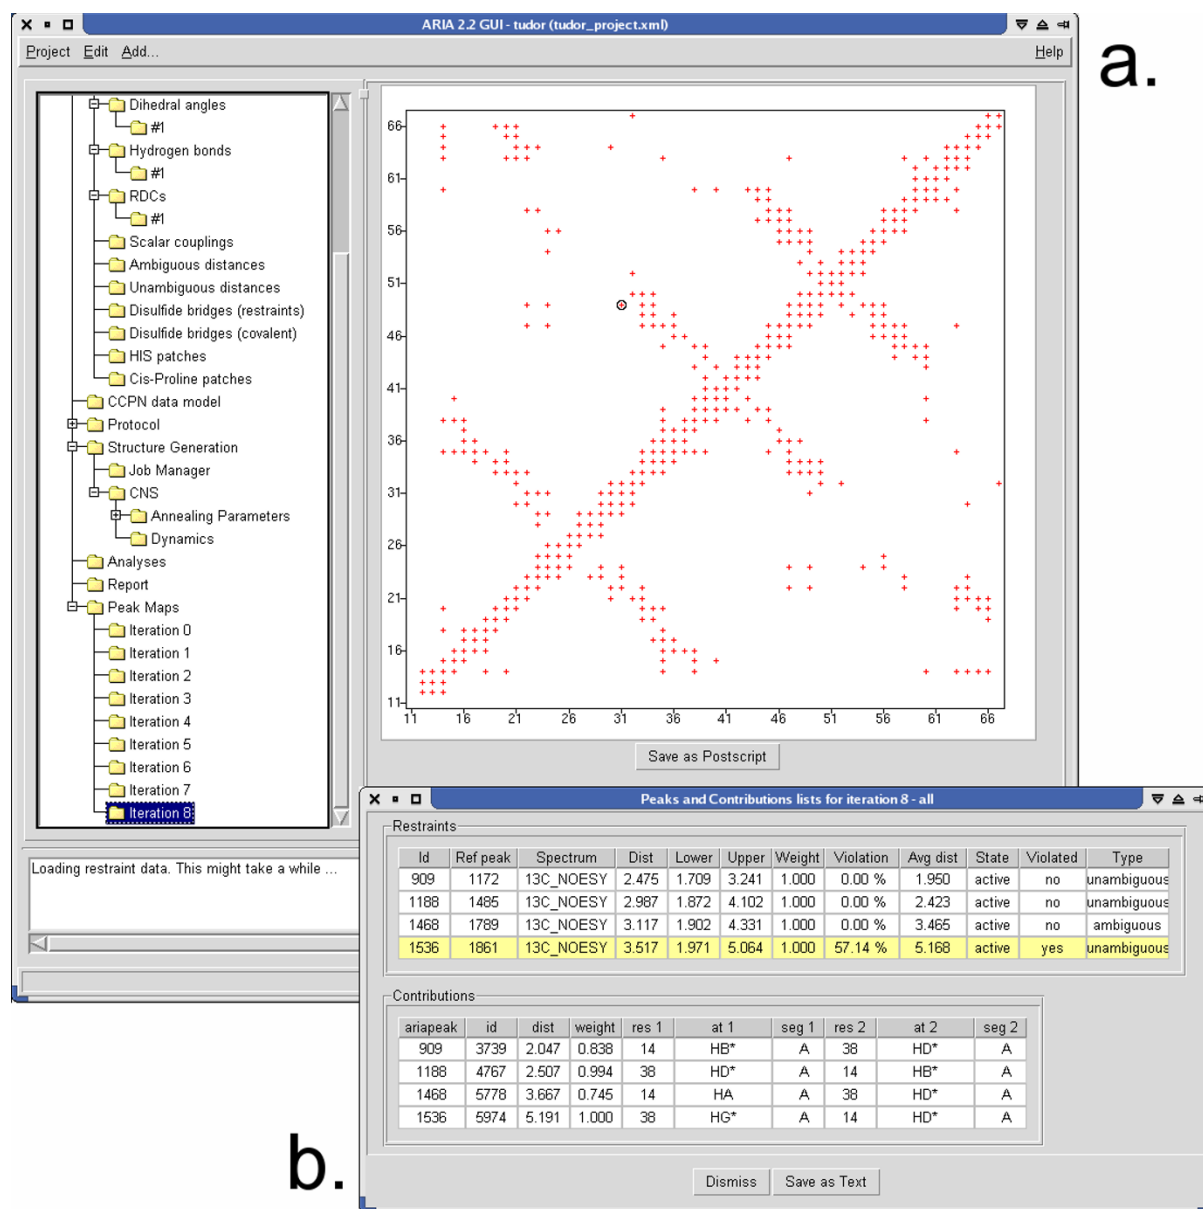 ARIA 2.2 GUI - tudor (tudor_project.xml)
a.
Project Edit Add... Help
Dihedral angles
#1
Hydrogen bonds
#1
RDCs
#1
Scalar couplings
Ambiguous distances
Unambiguous distances
Disulfide bridges (restraints)
Disulfide bridges (covalent)
HIS patches
Cis-Proline patches
CCPN data model
Protocol
Structure Generation
Job Manager
CNS
Annealing Parameters
Dynamics
Analyses
Report
Peak Maps
Iteration 0
Iteration 1
Iteration 2
Iteration 3
Iteration 4
Iteration 5
Iteration 6
Iteration 7
Iteration 8
66
61
56
51
46
41
36
31
26
21
16
11
11 16 21 26 31 36 41 46 51 56 61 66
Save as Postscript
Loading restraint data. This might take a while ...
Peaks and Contributions lists for iteration 8 - all
Restraints
Id Ref peak Spectrum Dist Lower Upper Weight Violation Avg dist State Violated Type
909 1172 13C_NOESY 2.475 1.709 3.241 1.000 0.00 % 1.950 active no unambiguous
1188 1485 13C_NOESY 2.987 1.872 4.102 1.000 0.00 % 2.423 active no unambiguous
1468 1789 13C_NOESY 3.117 1.902 4.331 1.000 0.00 % 3.465 active no ambiguous
1536 1861 13C_NOESY 3.517 1.971 5.064 1.000 57.14 % 5.168 active yes unambiguous
Contributions
ariapeak id dist weight res 1 at 1 seg 1 res 2 at 2 seg 2
909 3739 2.047 0.838 14 HB* A 38 HD* A
1188 4767 2.507 0.994 38 HD* A 14 HB* A
1468 5778 3.667 0.745 14 HA A 38 HD* A
1536 5974 5.191 1.000 38 HG* A 14 HD* A
b.
Dismiss Save as Text